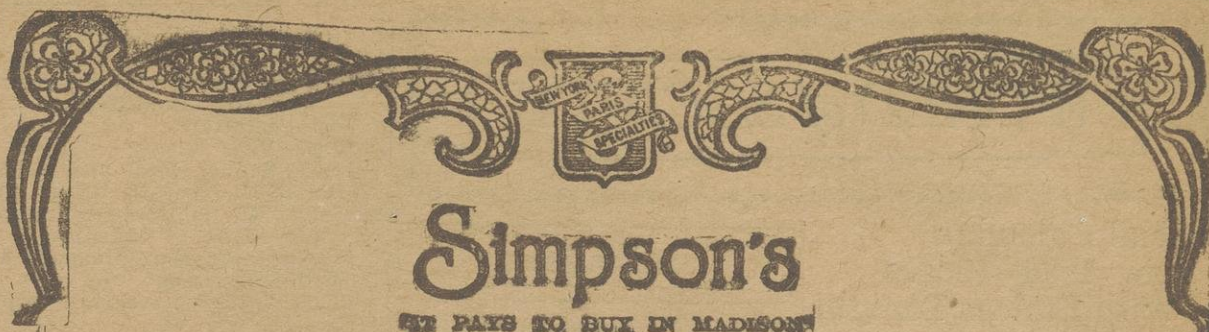 NEW YORK
PARIS
SPECIALTIES
Simpson's
"IT PAYS TO BUY IN MADISON"